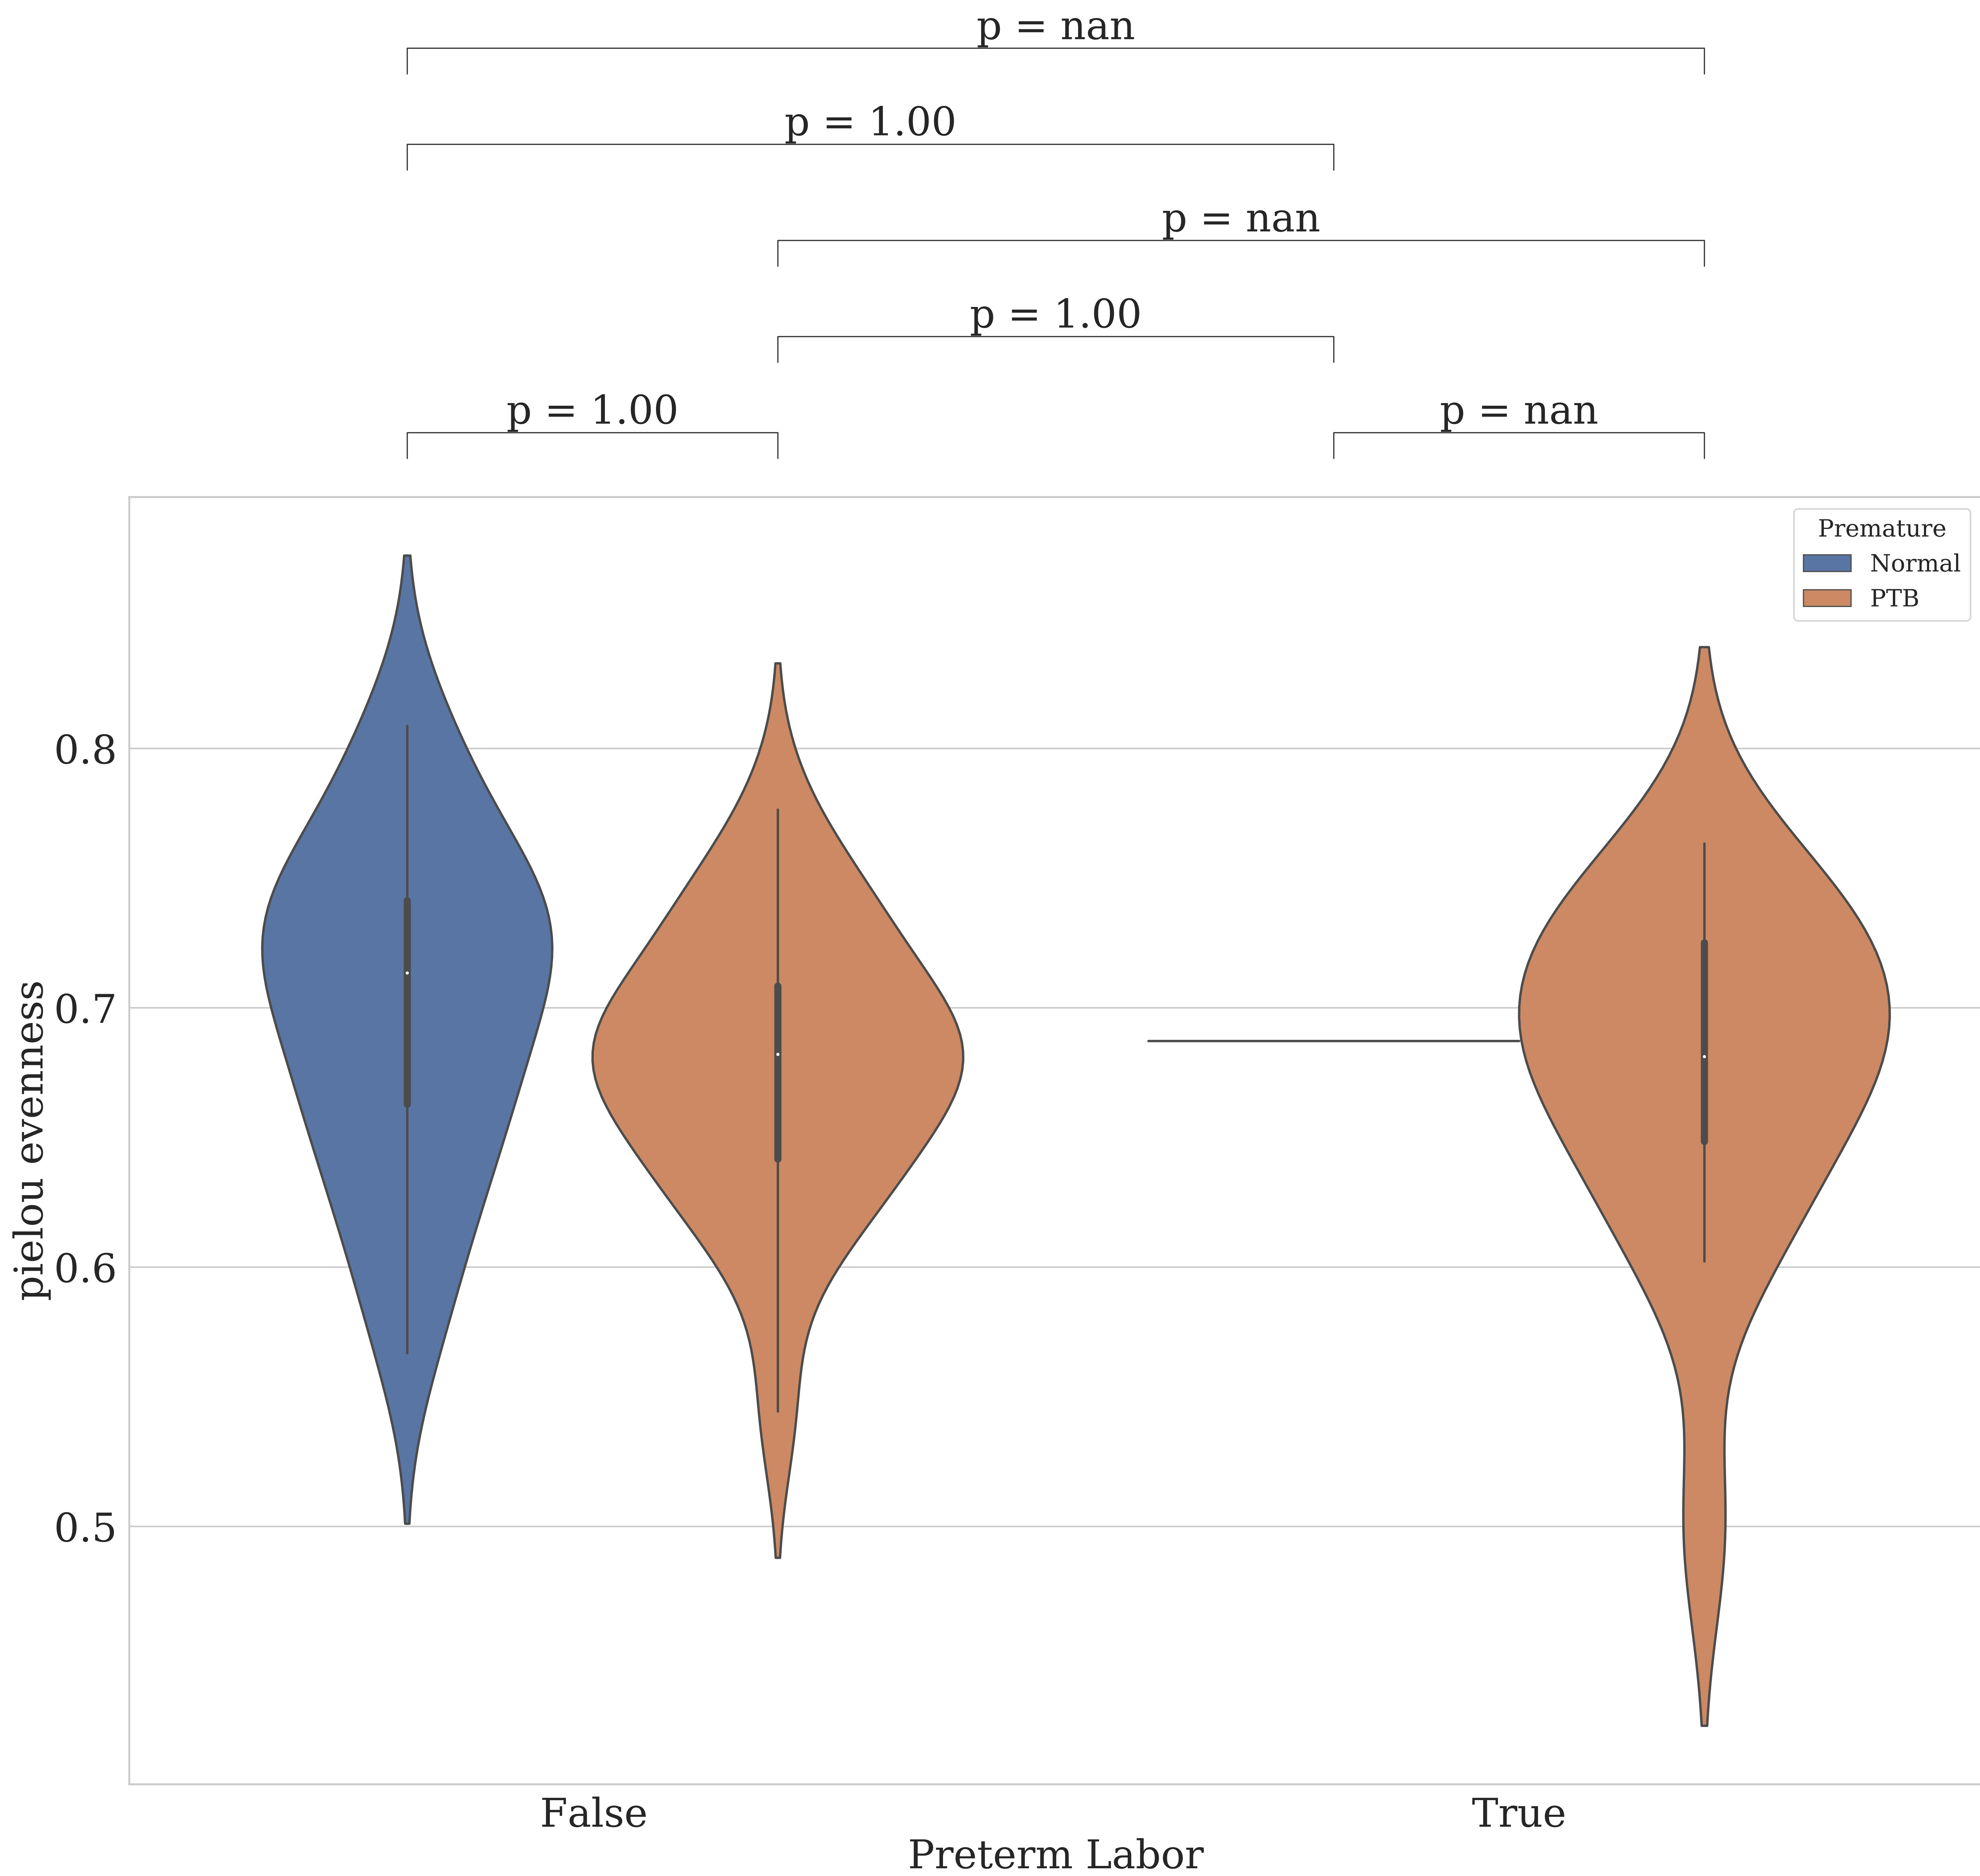 p = nan
p = 1.00
p = nan
p = 1.00
p = 1.00
p = nan
Premature
Normal
PTB
0.8
0.7
0.6
0.5
pielou evenness
False
True
Preterm Labor